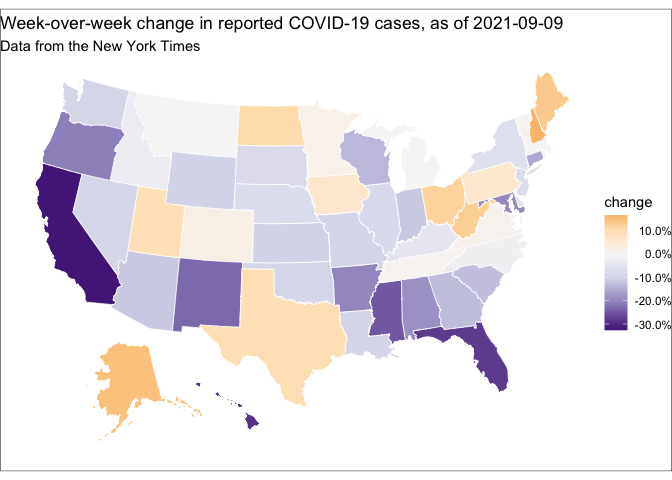 Week-over-week change in reported COVID-19 cases, as of 2021-09-09
Data from the New York Times
change
10.0%
0.0%
-10.0%
-20.0%
-30.0%